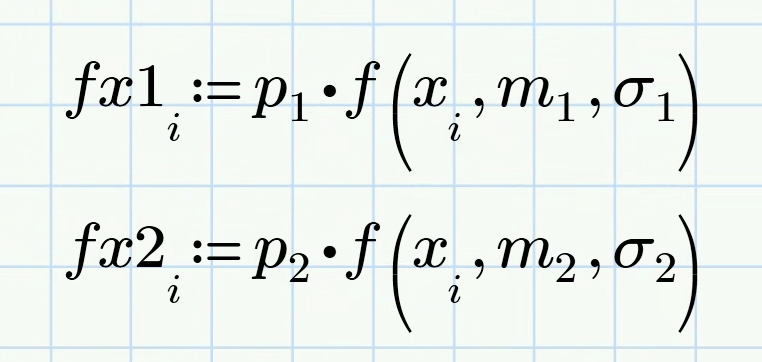 fx1ᵢ := p₁·f(xᵢ, m₁, σ₁)
fx2ᵢ := p₂·f(xᵢ, m₂, σ₂)